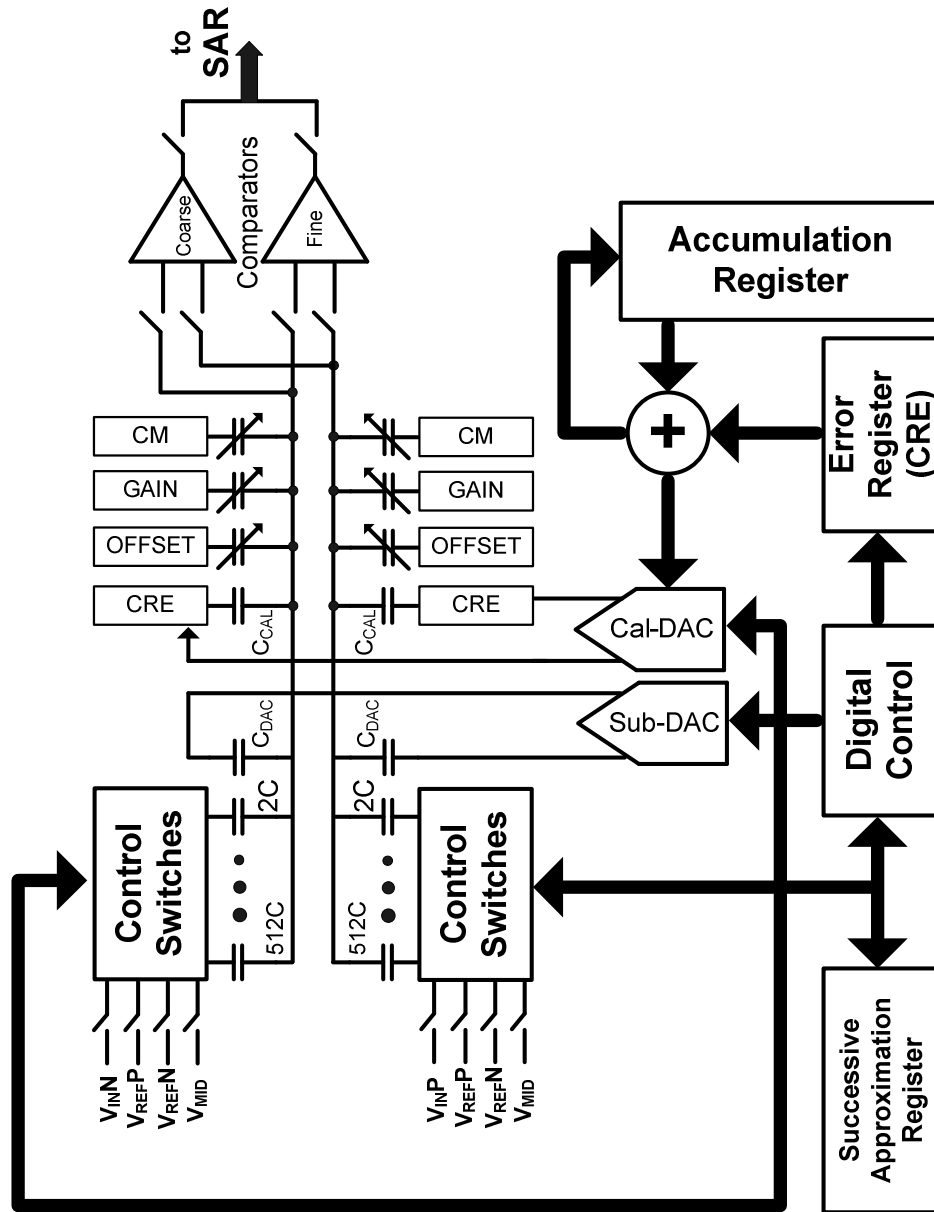 to
SAR
Coarse
Comparators
Fine
Accumulation
Register
CM
GAIN
OFFSET
CRE
C_CAL
CM
GAIN
OFFSET
CRE
C_CAL
+
Error
Register
(CRE)
Cal-DAC
Sub-DAC
Digital
Control
C_DAC
C_DAC
2C
512C
2C
512C
Control
Switches
Control
Switches
V_INN
V_REFP
V_REFN
V_MID
V_INP
V_REFP
V_REFN
V_MID
Successive
Approximation
Register